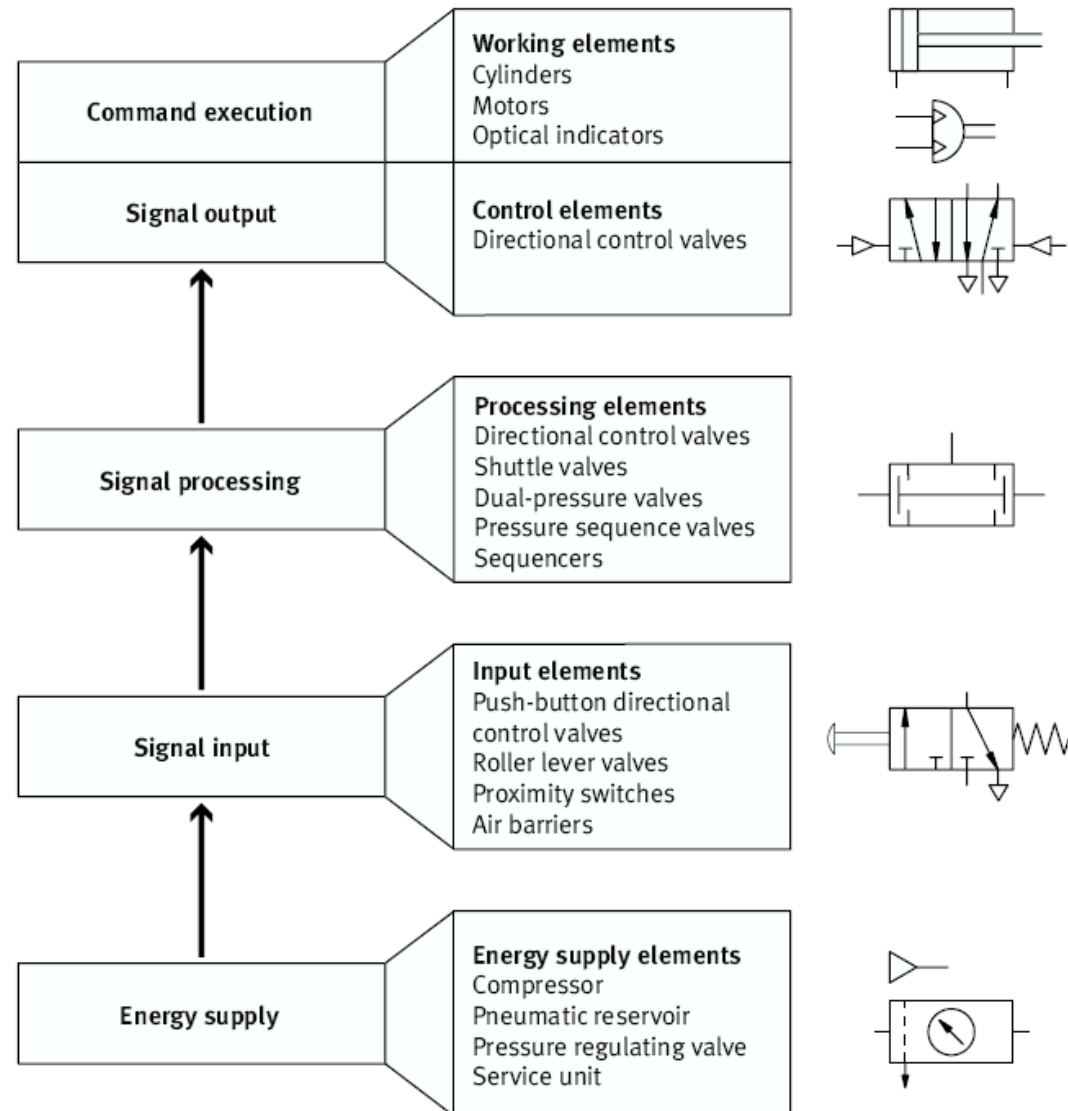 Command execution
Working elements
Cylinders
Motors
Optical indicators
Signal output
Control elements
Directional control valves
Signal processing
Processing elements
Directional control valves
Shuttle valves
Dual-pressure valves
Pressure sequence valves
Sequencers
Signal input
Input elements
Push-button directional
control valves
Roller lever valves
Proximity switches
Air barriers
Energy supply
Energy supply elements
Compressor
Pneumatic reservoir
Pressure regulating valve
Service unit